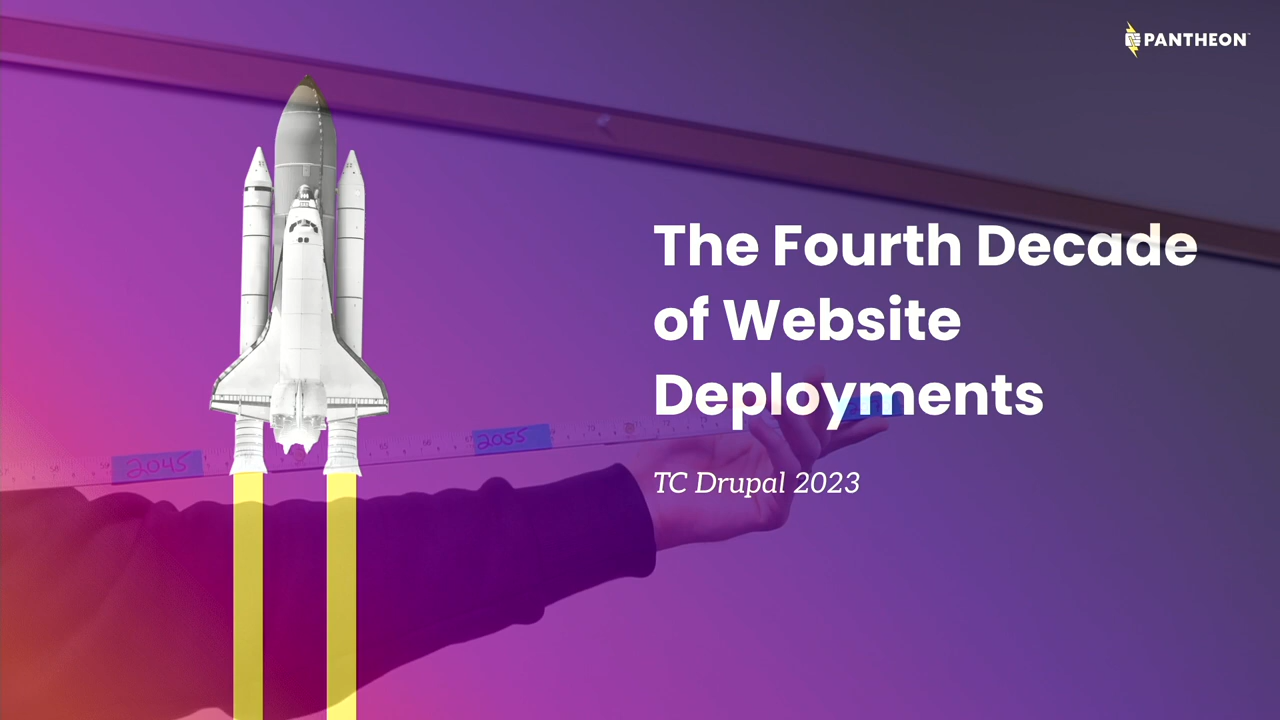 PANTHEON
The Fourth Decade
of Website
Deployments
TC Drupal 2023
2045
2055